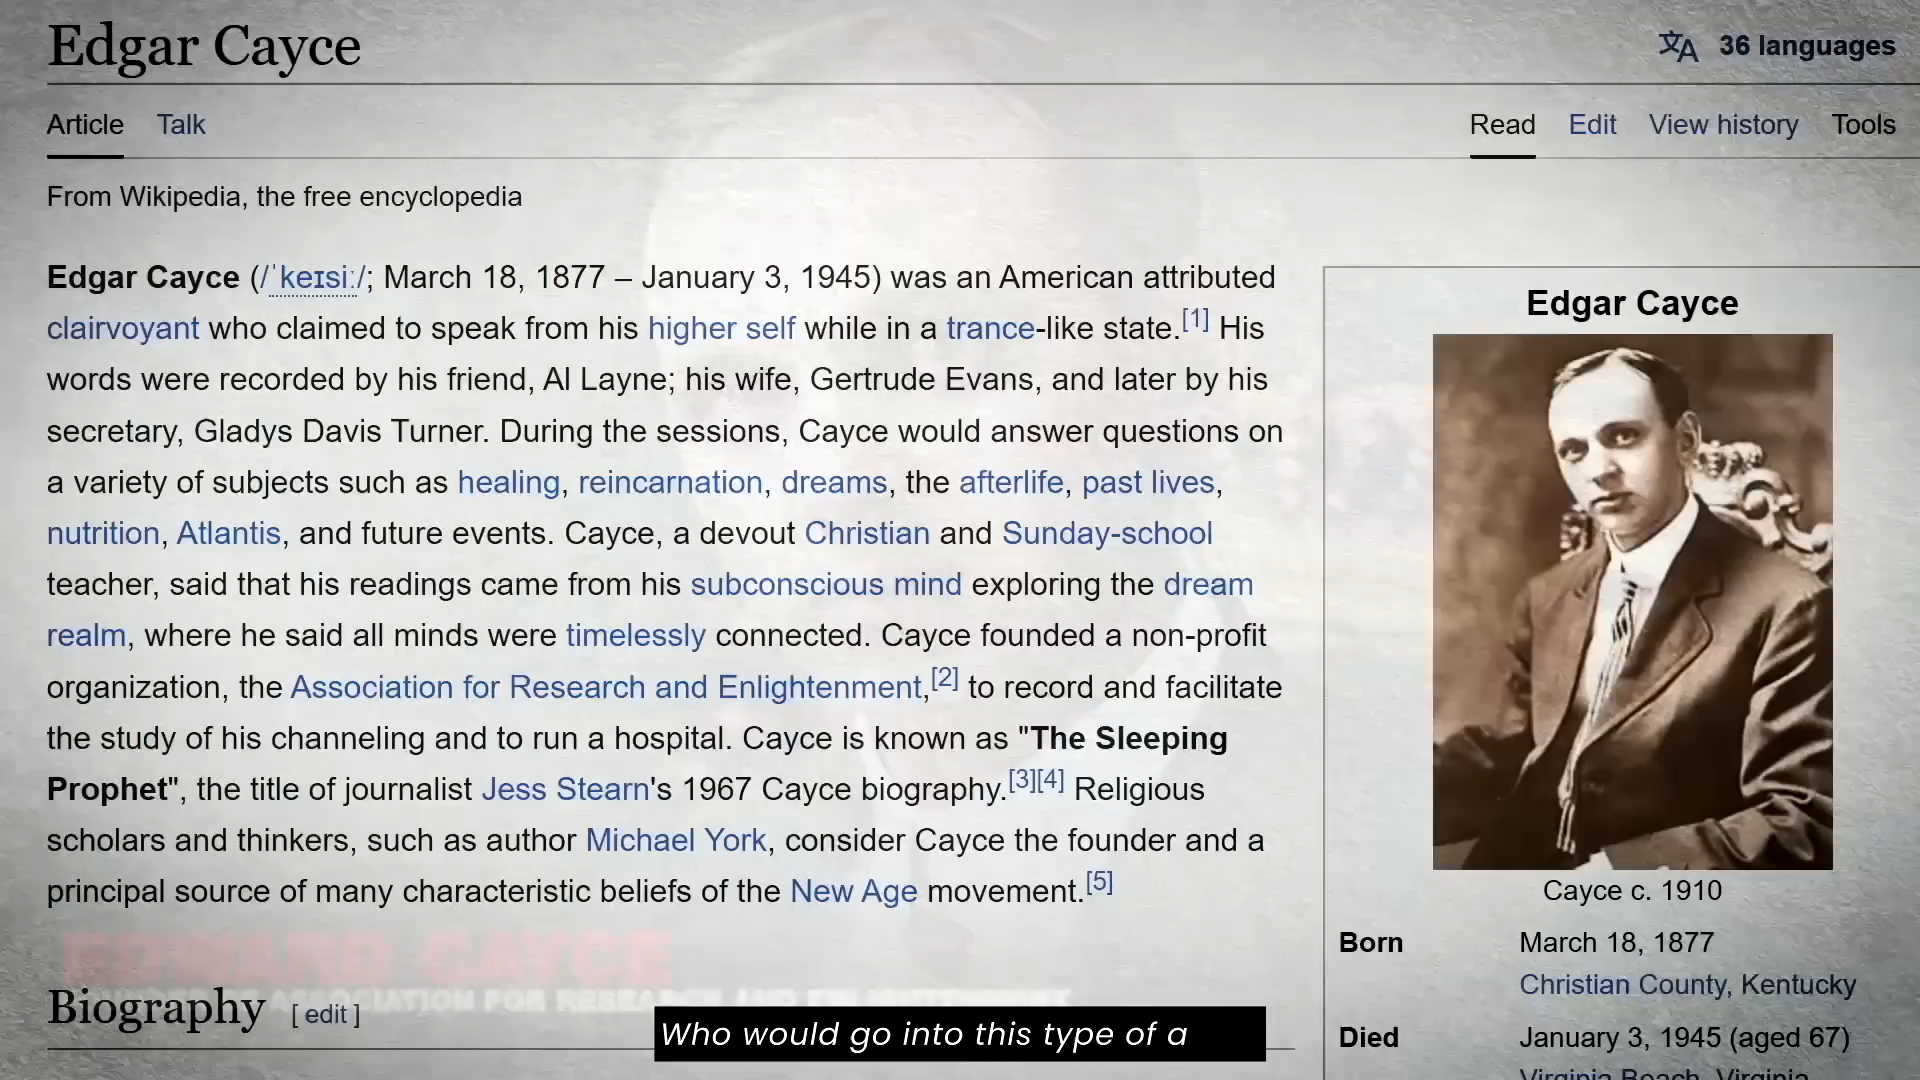 Edgar Cayce
36 languages
Article Talk
Read Edit View history Tools
From Wikipedia, the free encyclopedia
Edgar Cayce (/ˈkeɪsiː/; March 18, 1877 – January 3, 1945) was an American attributed
clairvoyant who claimed to speak from his higher self while in a trance-like state.[1] His
words were recorded by his friend, Al Layne; his wife, Gertrude Evans, and later by his
secretary, Gladys Davis Turner. During the sessions, Cayce would answer questions on
a variety of subjects such as healing, reincarnation, dreams, the afterlife, past lives,
nutrition, Atlantis, and future events. Cayce, a devout Christian and Sunday-school
teacher, said that his readings came from his subconscious mind exploring the dream
realm, where he said all minds were timelessly connected. Cayce founded a non-profit
organization, the Association for Research and Enlightenment,[2] to record and facilitate
the study of his channeling and to run a hospital. Cayce is known as "The Sleeping
Prophet", the title of journalist Jess Stearn's 1967 Cayce biography.[3][4] Religious
scholars and thinkers, such as author Michael York, consider Cayce the founder and a
principal source of many characteristic beliefs of the New Age movement.[5]
EDWARD CAYCE
ASSOCIATION FOR RESEARCH AND ENLIGHTENMENT
Biography [ edit ]
Edgar Cayce
Cayce c. 1910
Born March 18, 1877
Christian County, Kentucky
Died January 3, 1945 (aged 67)
Virginia Beach, Virginia
Who would go into this type of a